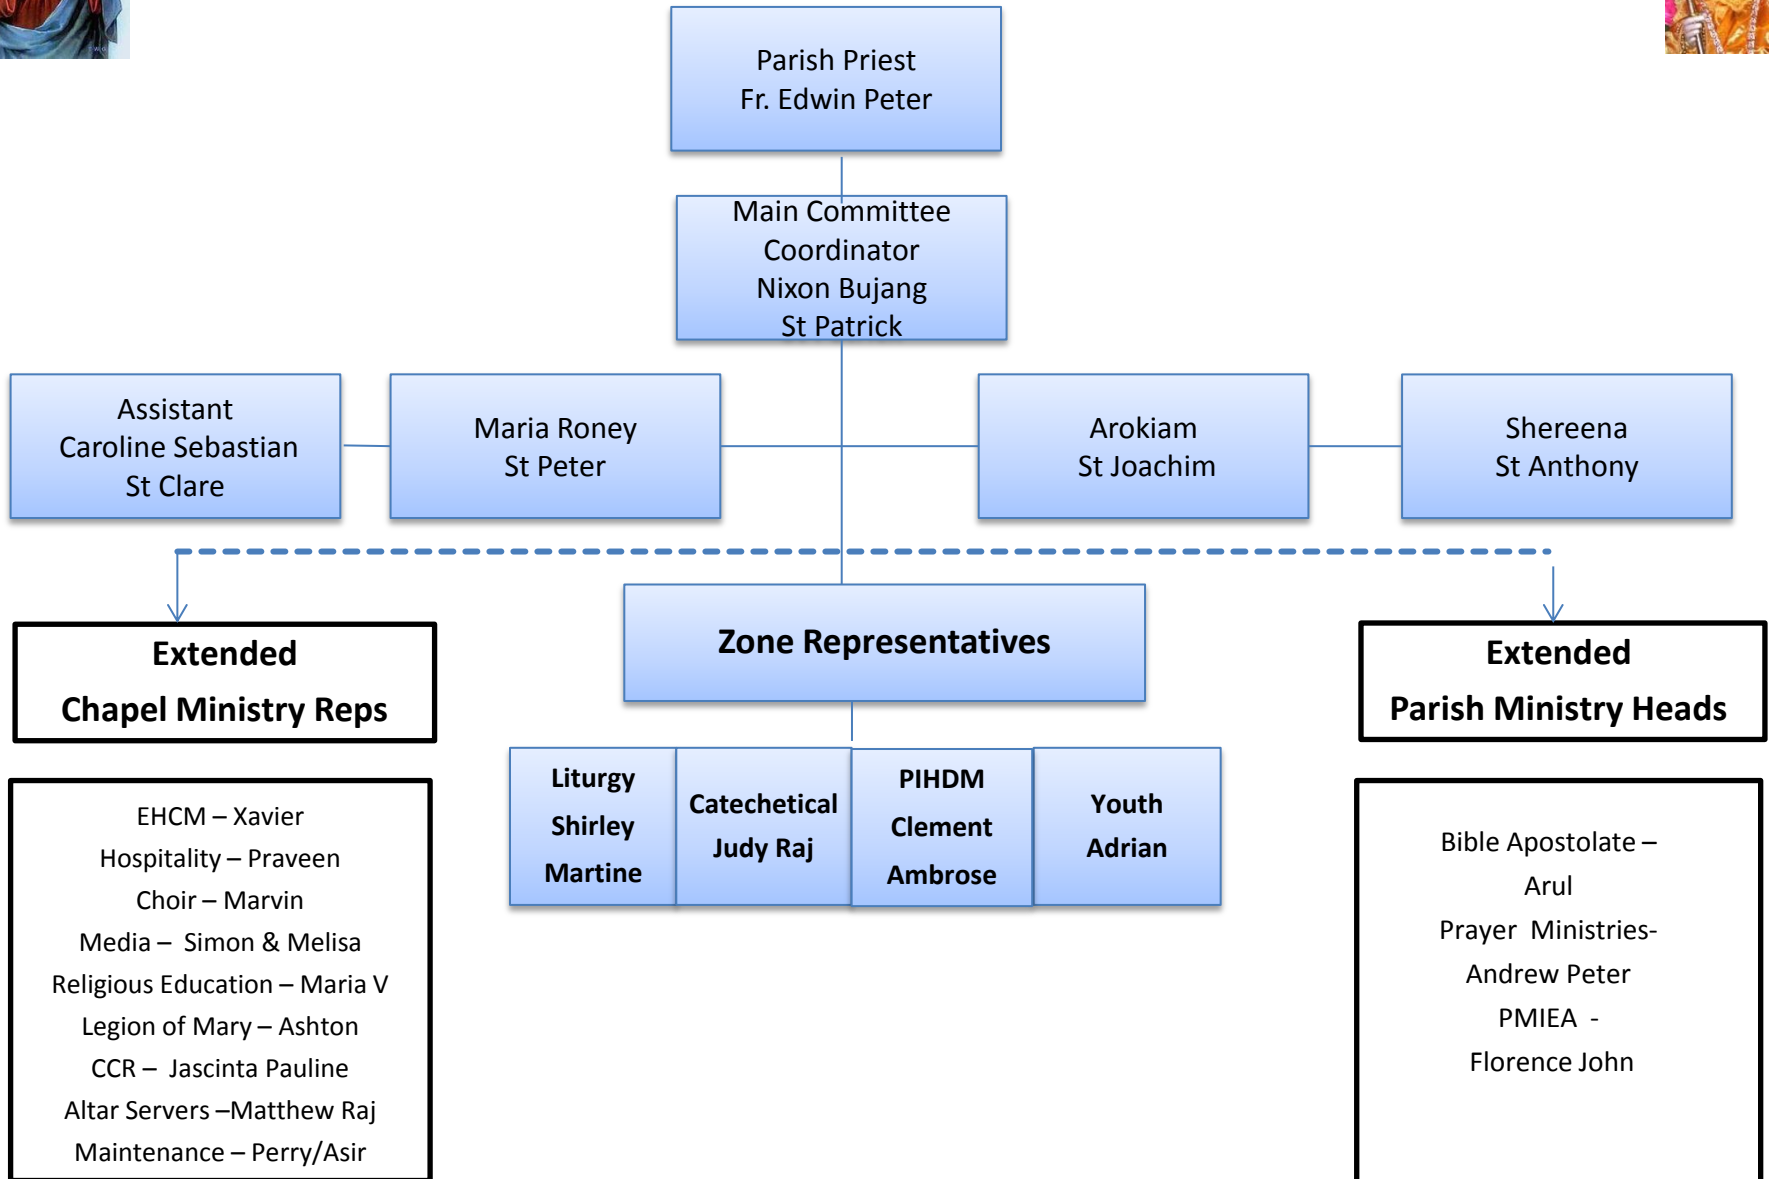 Parish Priest
Fr. Edwin Peter
Main Committee
Coordinator
Nixon Bujang
St Patrick
Assistant
Caroline Sebastian
St Clare
Maria Roney
St Peter
Arokiam
St Joachim
Shereena
St Anthony
Extended
Chapel Ministry Reps
Zone Representatives
Extended
Parish Ministry Heads
EHCM – Xavier
Hospitality – Praveen
Choir – Marvin
Media –  Simon & Melisa
Religious Education – Maria V
Legion of Mary – Ashton
CCR –  Jascinta Pauline
Altar Servers –Matthew Raj
Maintenance – Perry/Asir
Liturgy
Shirley
Martine
Catechetical
Judy Raj
PIHDM
Clement
Ambrose
Youth
Adrian
Bible Apostolate –
Arul
Prayer  Ministries-
Andrew Peter
PMIEA  -
Florence John